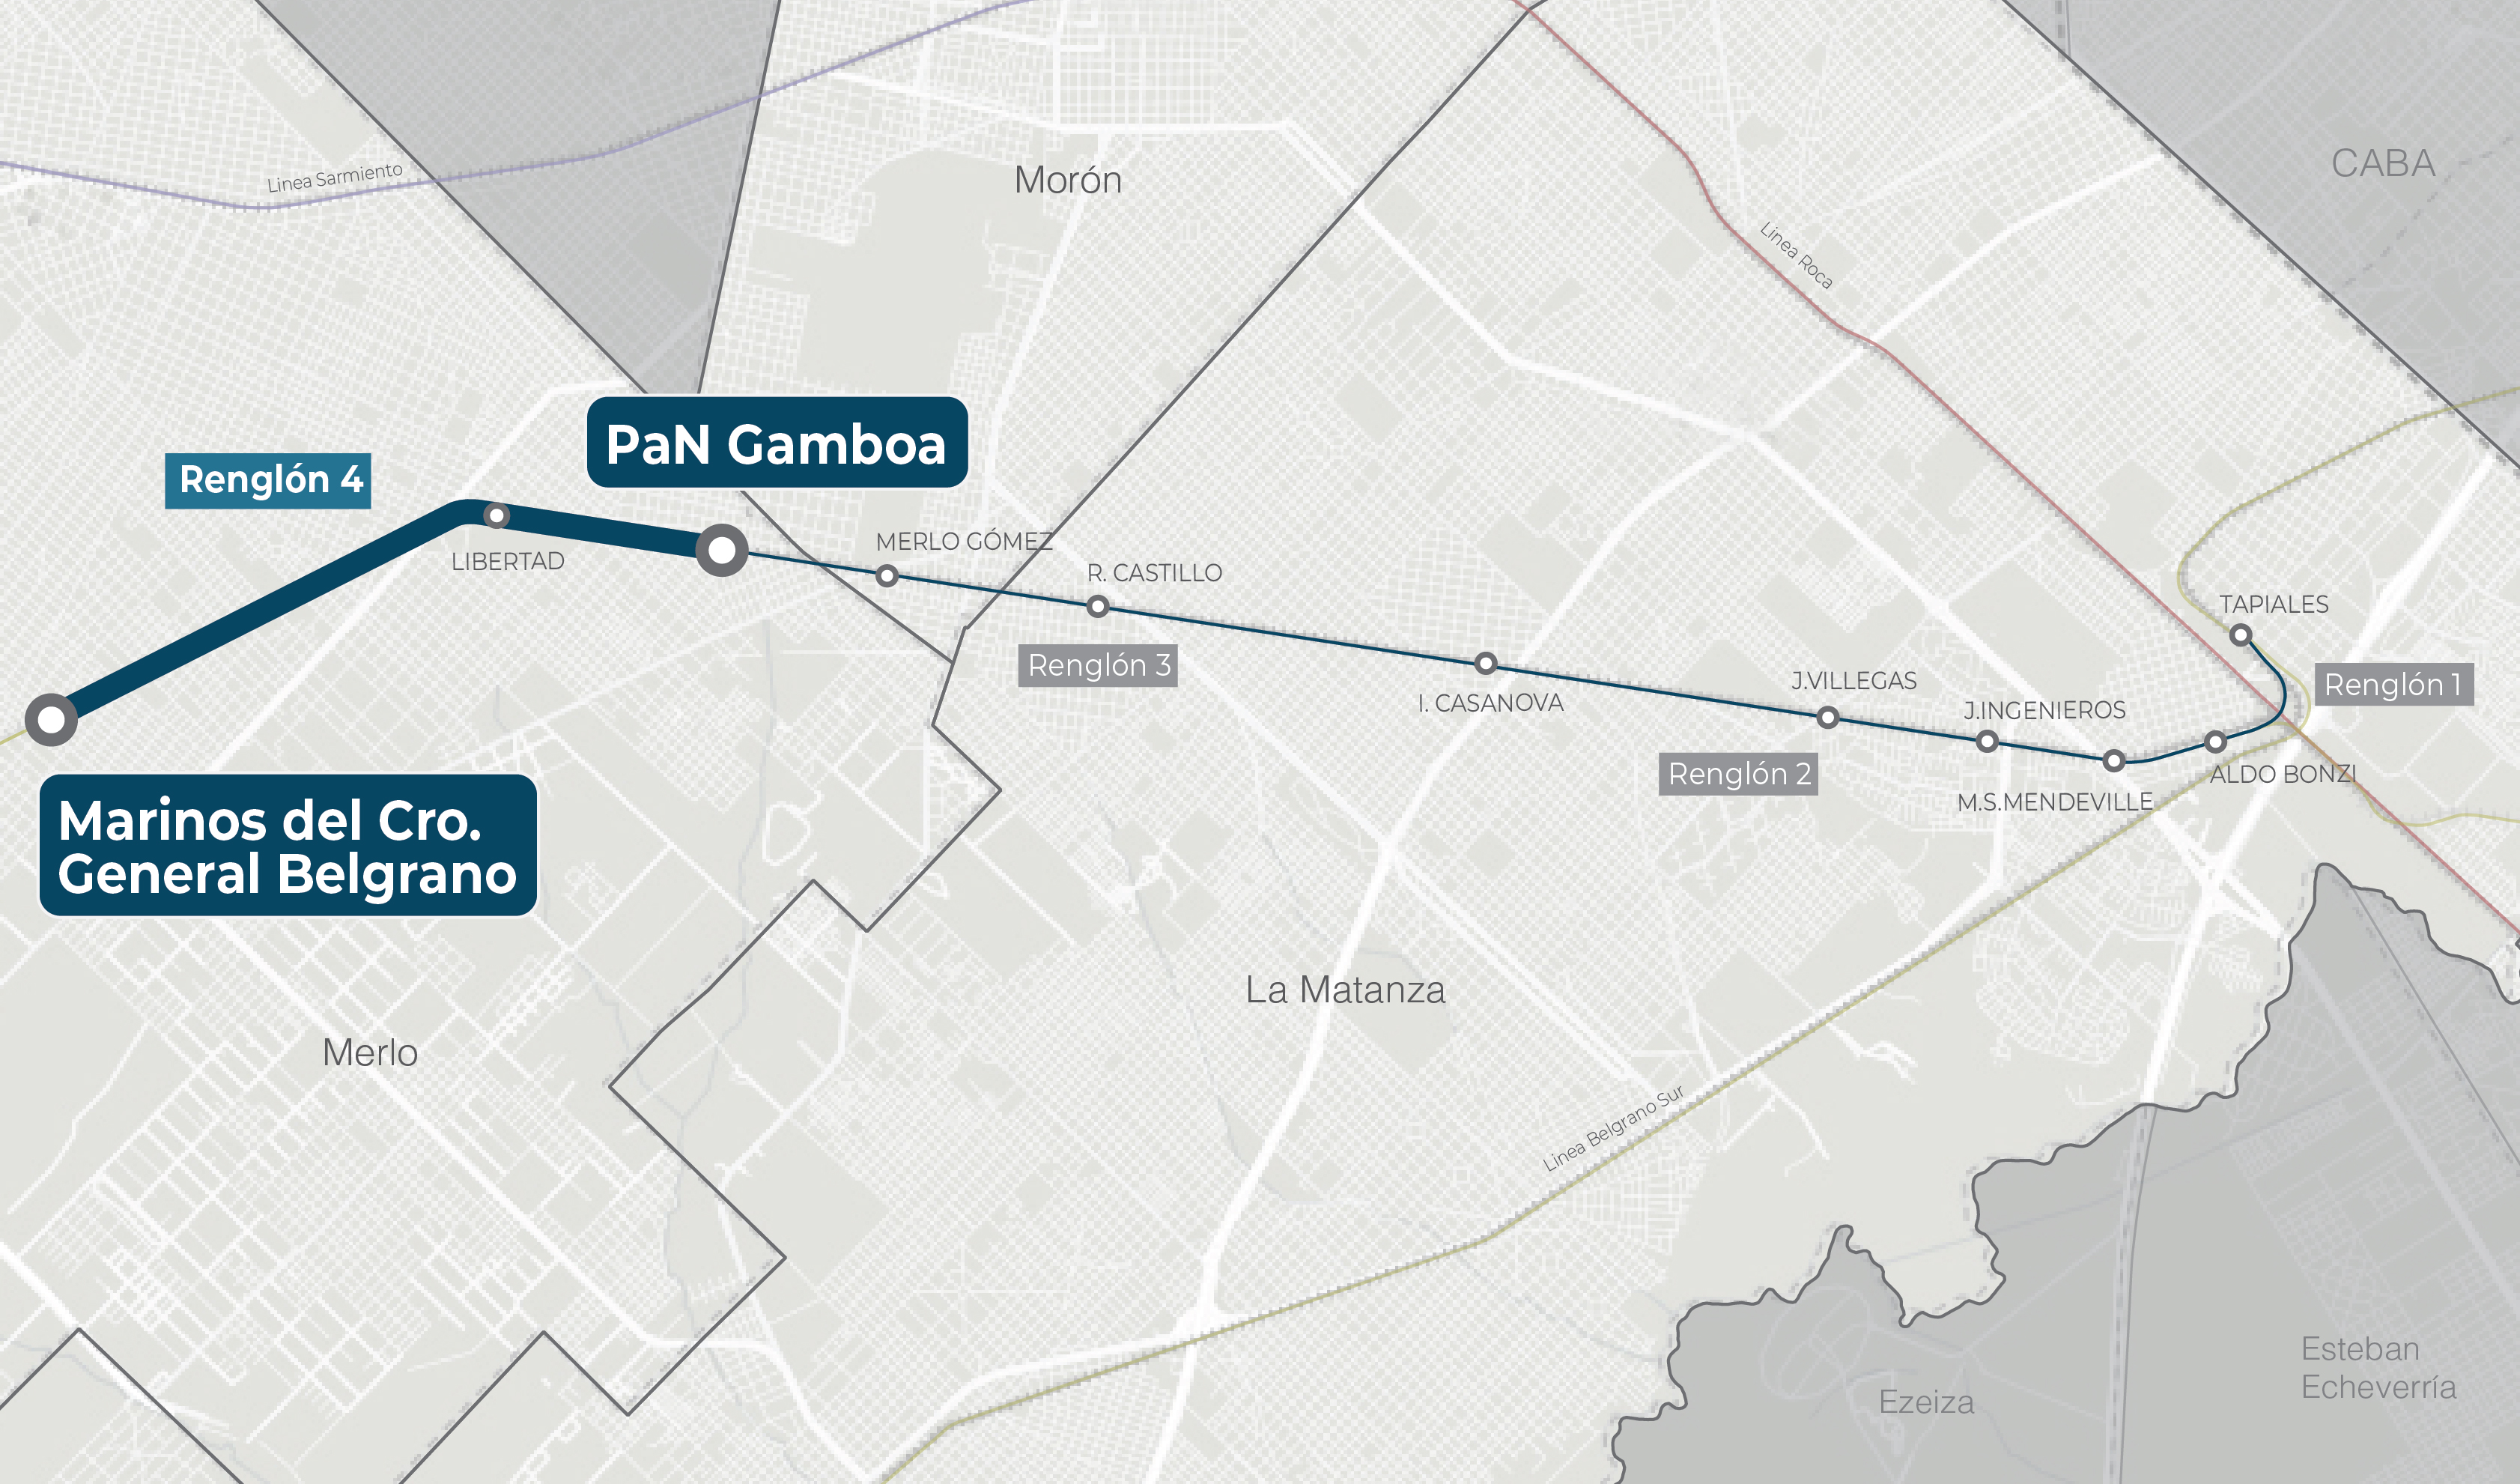 CABA
Linea Sarmiento
Morón
Linea Roca
PaN Gamboa
Renglón 4
MERLO GÓMEZ
LIBERTAD
R. CASTILLO
TAPIALES
Renglón 3
J.VILLEGAS
Renglón 1
I. CASANOVA
J.INGENIEROS
Renglón 2
ALDO BONZI
M.S.MENDEVILLE
Marinos del Cro.
General Belgrano
La Matanza
Merlo
Linea Belgrano Sur
Esteban
Echeverría
Ezeiza